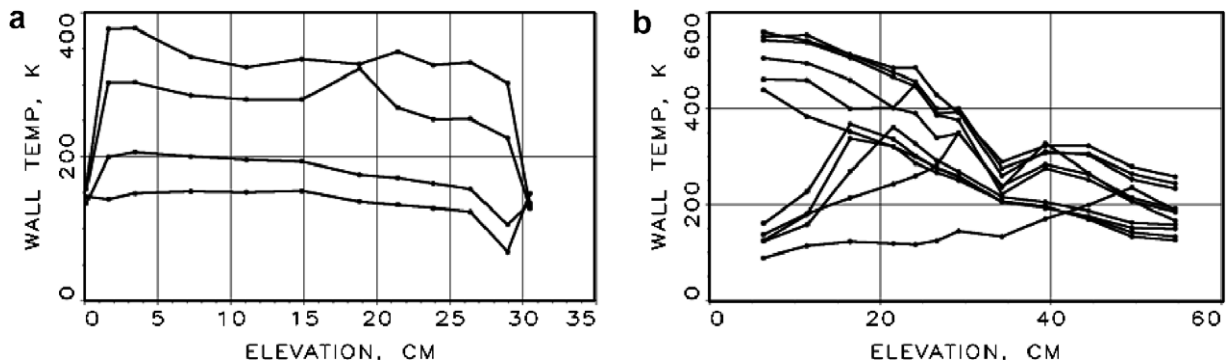 a
400
200
0
WALL TEMP, K
0 5 10 15 20 25 30 35
ELEVATION, CM
b
600
400
200
0
WALL TEMP, K
0 20 40 60
ELEVATION, CM